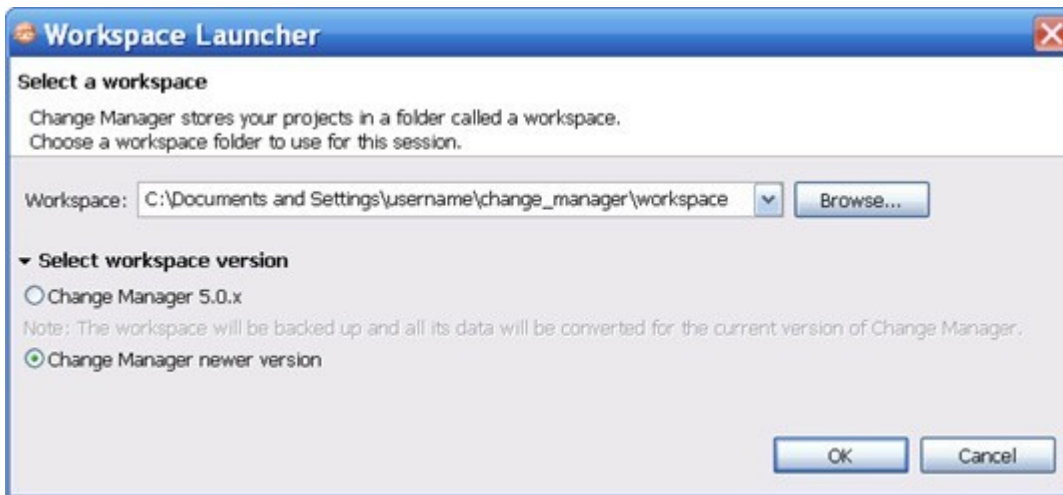 Workspace Launcher
Select a workspace
Change Manager stores your projects in a folder called a workspace.
Choose a workspace folder to use for this session.
Workspace: C:\Documents and Settings\username\change_manager\workspace Browse...
Select workspace version
Change Manager 5.0.x
Note: The workspace will be backed up and all its data will be converted for the current version of Change Manager.
Change Manager newer version
OK Cancel